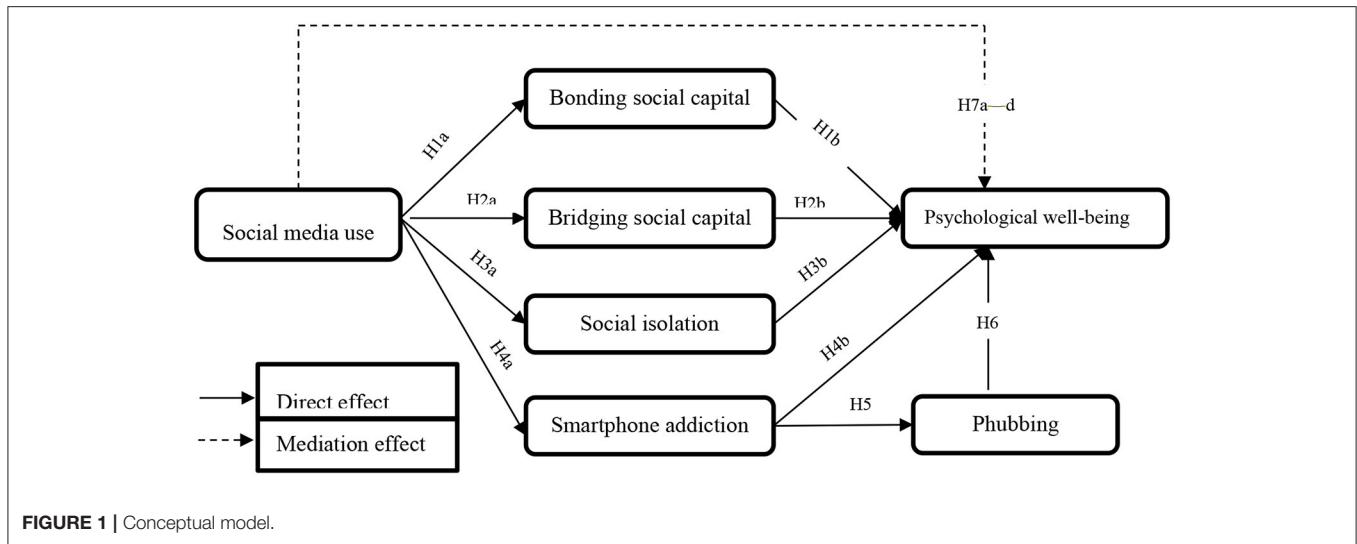 Bonding social capital
H7a—d
H1a
H1b
H2a
H2b
Social media use
Bridging social capital
Psychological well-being
H3a
H3b
Social isolation
H4a
H4b
H6
Direct effect
Mediation effect
Smartphone addiction
H5
Phubbing
FIGURE 1 | Conceptual model.